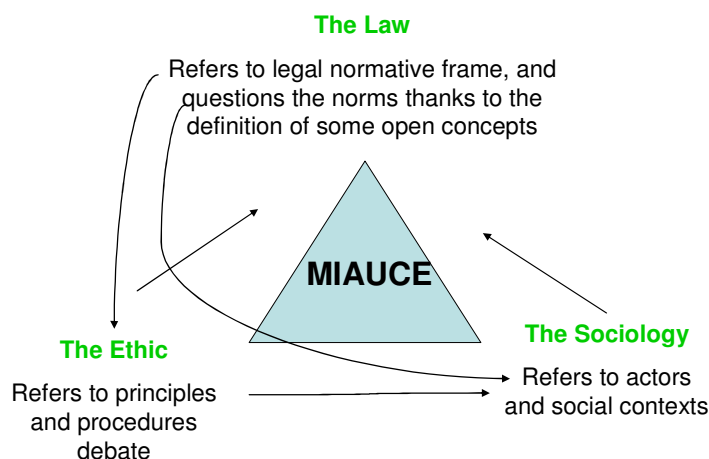 The Law
Refers to legal normative frame, and
questions the norms thanks to the
definition of some open concepts
MIAUCE
The Ethic
Refers to principles
and procedures
debate
The Sociology
Refers to actors
and social contexts